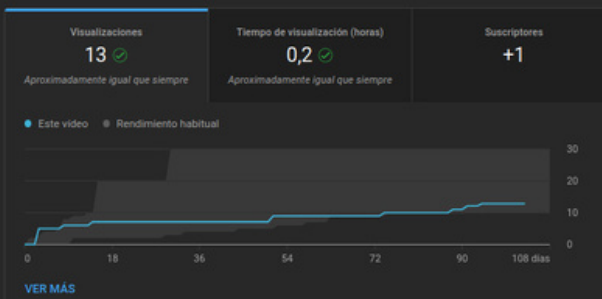 Visualizaciones
13
Aproximadamente igual que siempre
Tiempo de visualización (horas)
0,2
Aproximadamente igual que siempre
Suscriptores
+1
Este vídeo
Rendimiento habitual
30
20
10
0
0 18 36 54 72 90 108 días
VER MÁS